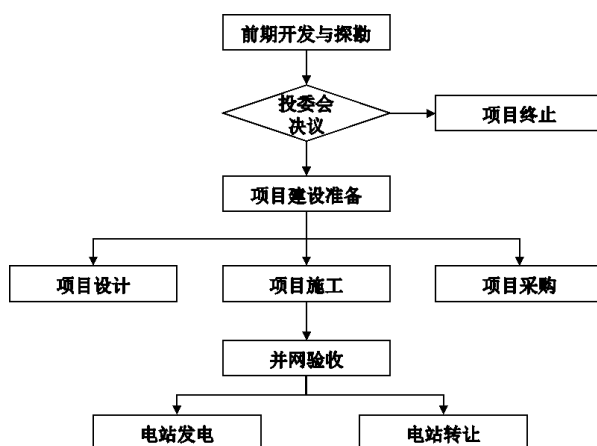 前期开发与探勘
投委会
决议
项目终止
项目建设准备
项目设计
项目施工
项目采购
并网验收
电站发电
电站转让